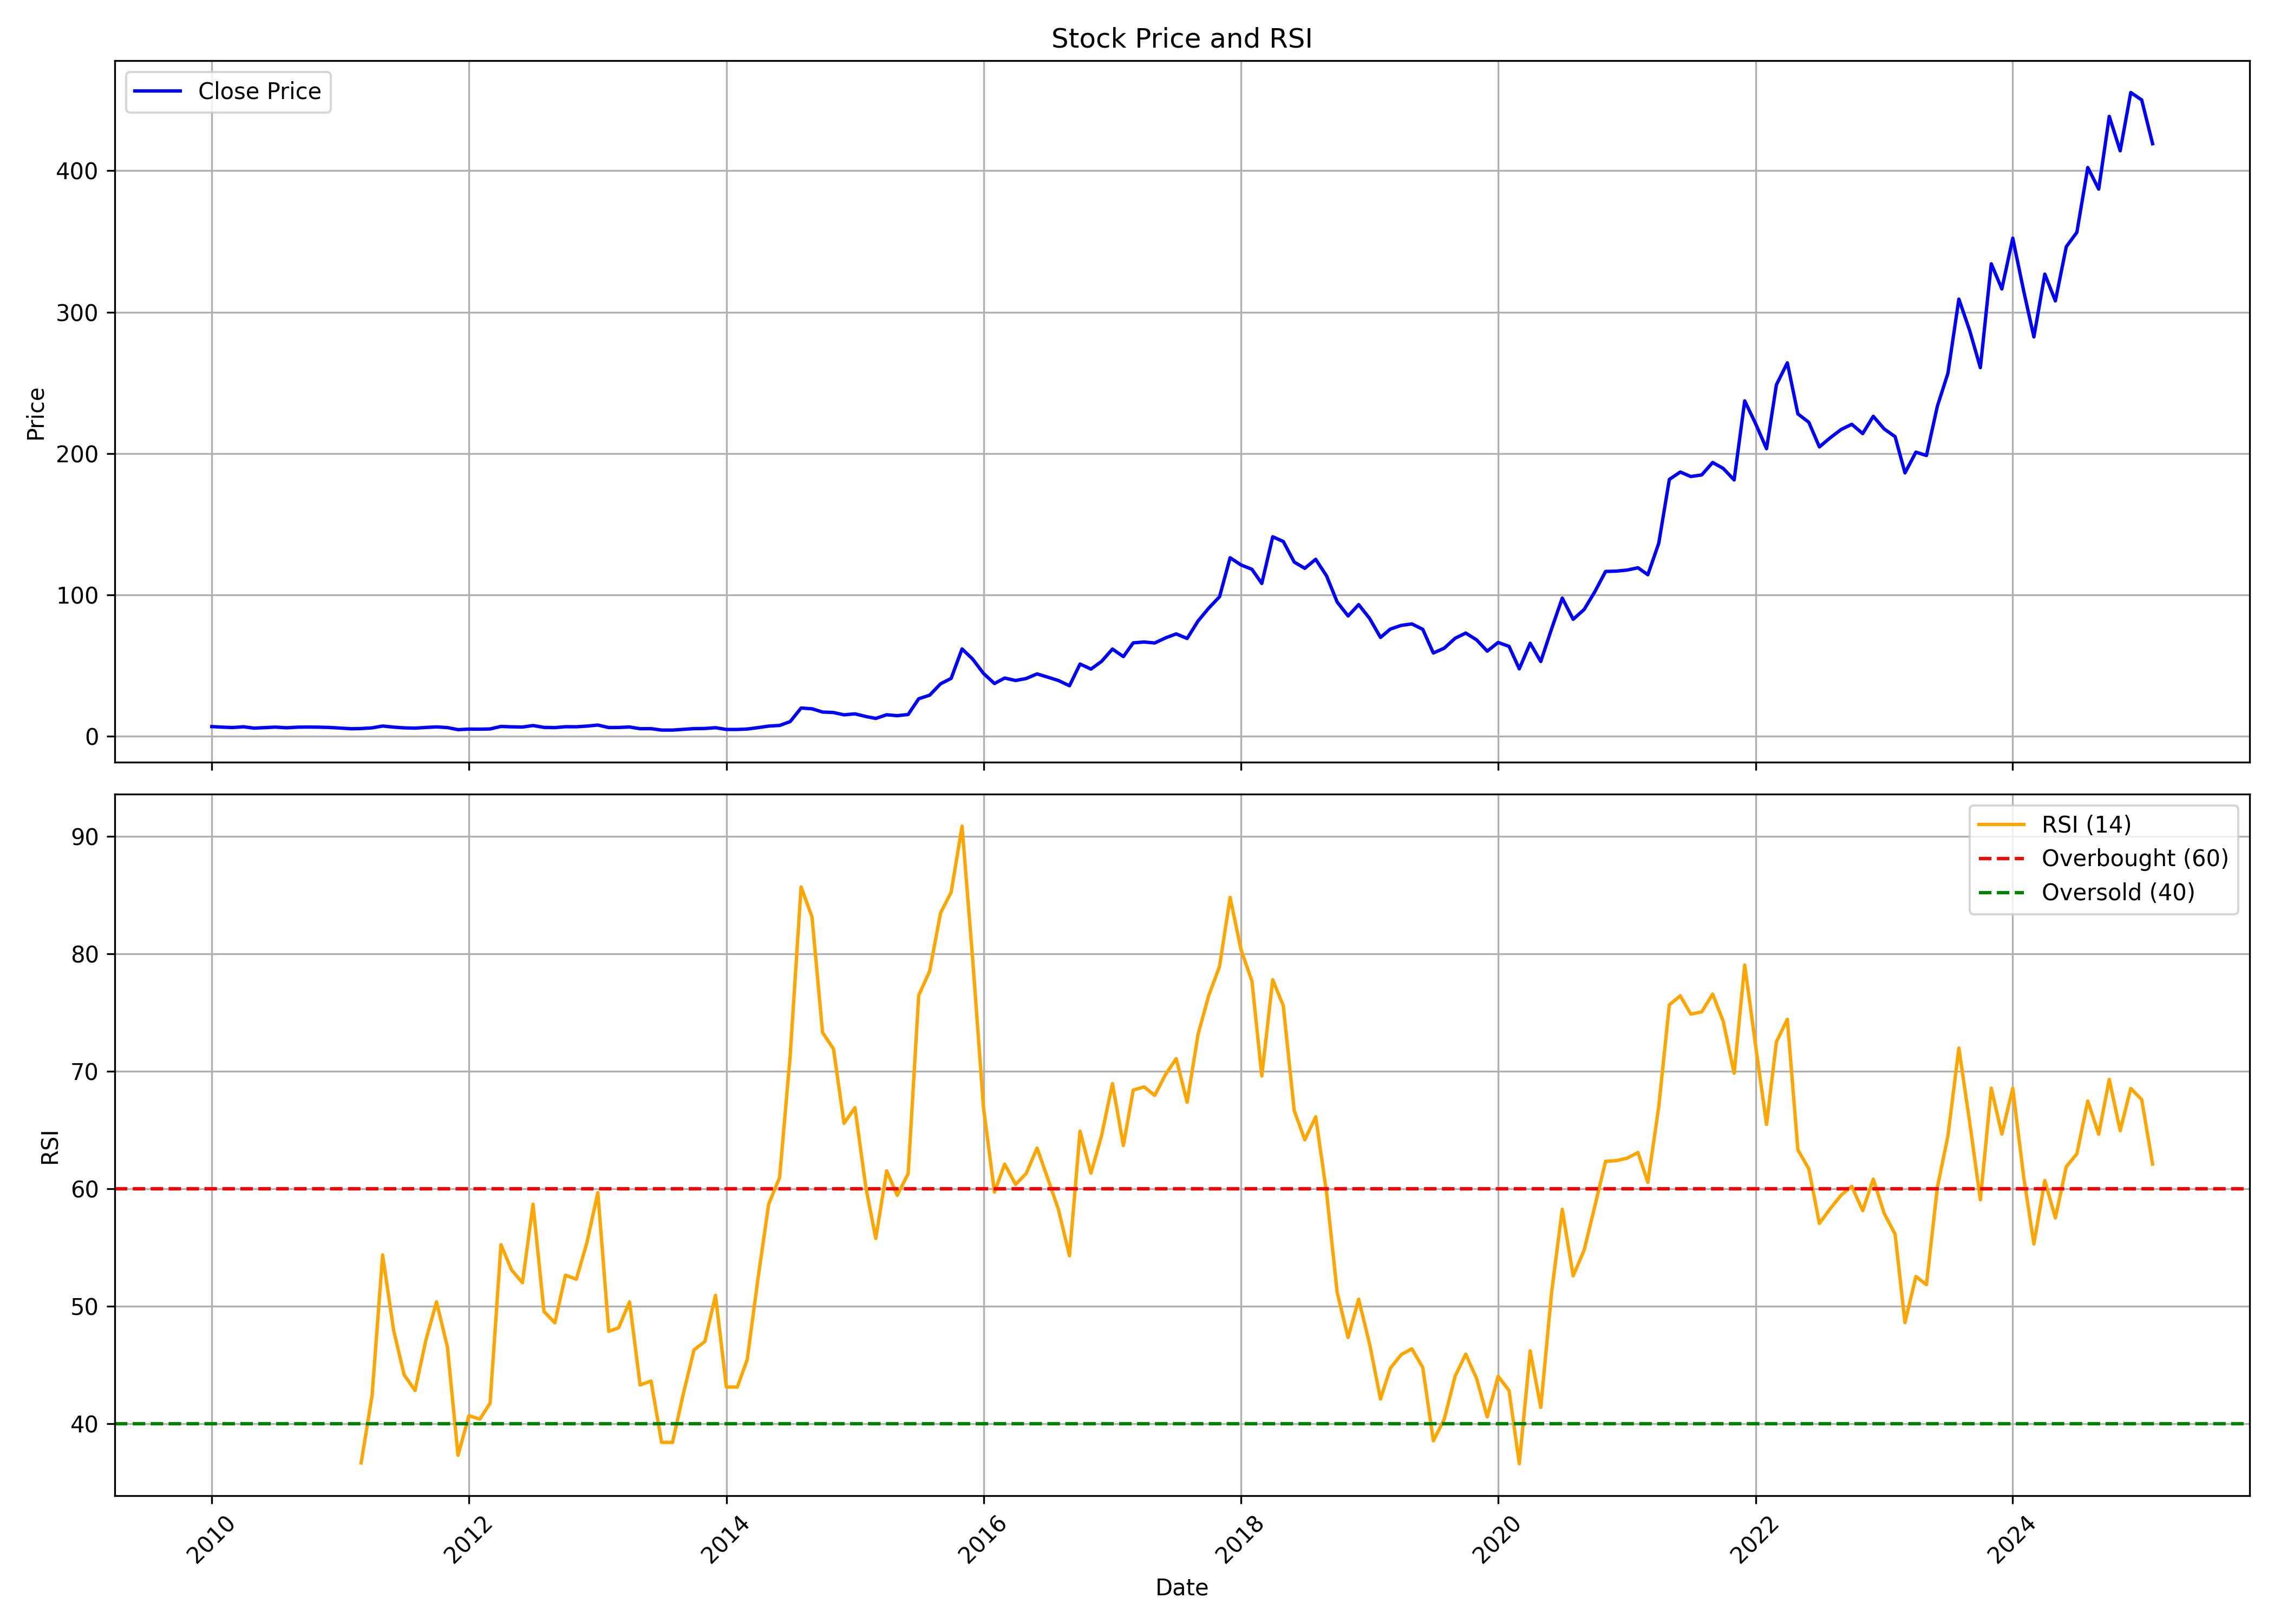 Stock Price and RSI
Close Price
Price
400
300
200
100
0
RSI (14)
Overbought (60)
Oversold (40)
RSI
90
80
70
60
50
40
2010
2012
2014
2016
2018
2020
2022
2024
Date